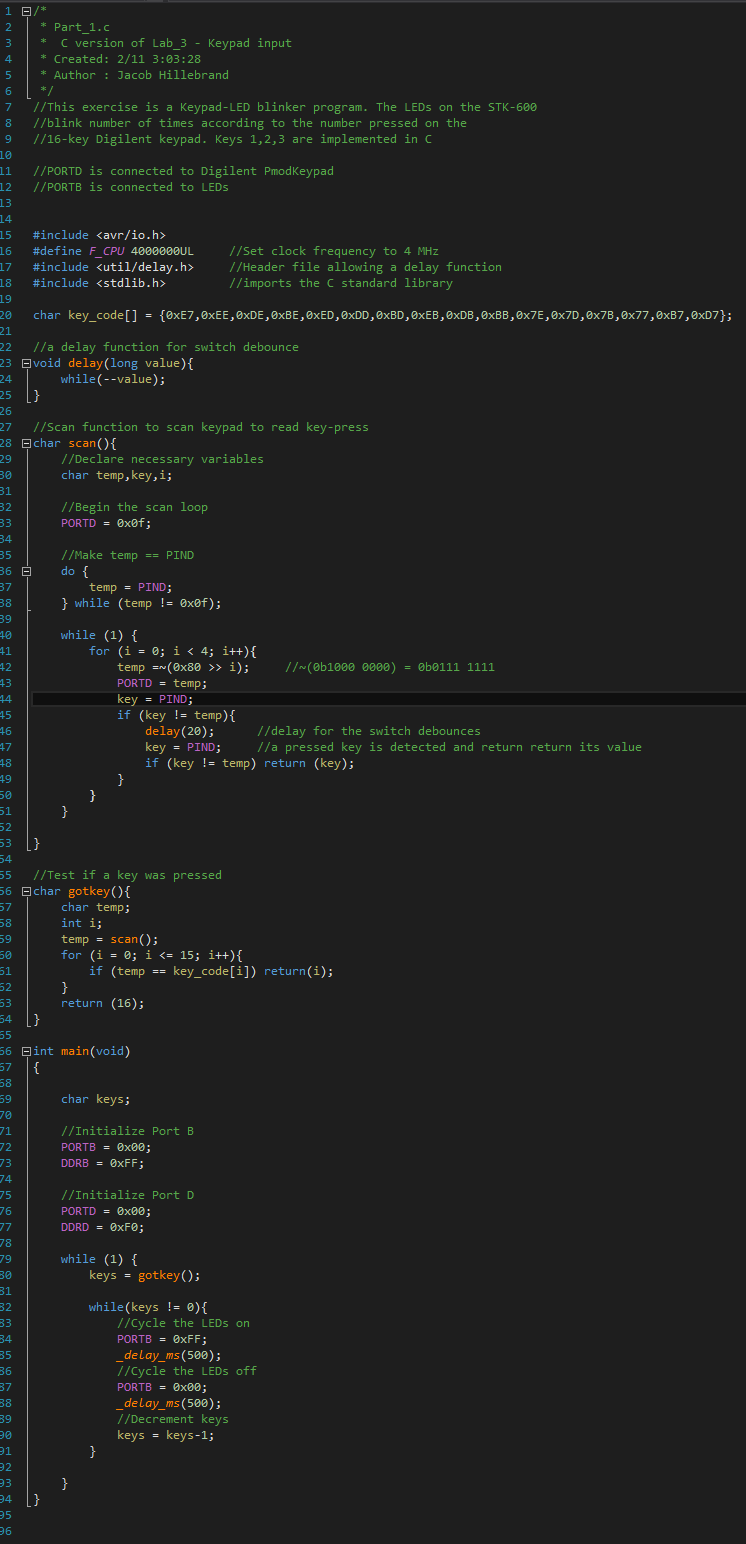 1 /*
2  * Part_1.c
3  *  C version of Lab_3 - Keypad input
4  * Created: 2/11 3:03:28
5  * Author : Jacob Hillebrand
6  */
7 //This exercise is a Keypad-LED blinker program. The LEDs on the STK-600
8 //blink number of times according to the number pressed on the
9 //16-key Digilent keypad. Keys 1,2,3 are implemented in C
10
11 //PORTD is connected to Digilent PmodKeypad
12 //PORTB is connected to LEDs
13
14
15 #include <avr/io.h>
16 #define F_CPU 4000000UL     //Set clock frequency to 4 MHz
17 #include <util/delay.h>     //Header file allowing a delay function
18 #include <stdlib.h>         //imports the C standard library
19
20 char key_code[] = {0xE7,0xEE,0xDE,0xBE,0xED,0xDD,0xBD,0xEB,0xDB,0xBB,0x7E,0x7D,0x7B,0x77,0xB7,0xD7};
21
22 //a delay function for switch debounce
23 void delay(long value){
24     while(--value);
25 }
26
27 //Scan function to scan keypad to read key-press
28 char scan(){
29     //Declare necessary variables
30     char temp,key,i;
31
32     //Begin the scan loop
33     PORTD = 0x0f;
34
35     //Make temp == PIND
36     do {
37         temp = PIND;
38     } while (temp != 0x0f);
39
40     while (1) {
41         for (i = 0; i < 4; i++){
42             temp =~(0x80 >> i);     //~(0b1000 0000) = 0b0111 1111
43             PORTD = temp;
44             key = PIND;
45             if (key != temp){
46                 delay(20);      //delay for the switch debounces
47                 key = PIND;     //a pressed key is detected and return return its value
48                 if (key != temp) return (key);
49             }
50         }
51     }
52
53 }
54
55 //Test if a key was pressed
56 char gotkey(){
57     char temp;
58     int i;
59     temp = scan();
60     for (i = 0; i <= 15; i++){
61         if (temp == key_code[i]) return(i);
62     }
63     return (16);
64 }
65
66 int main(void)
67 {
68
69     char keys;
70
71     //Initialize Port B
72     PORTB = 0x00;
73     DDRB = 0xFF;
74
75     //Initialize Port D
76     PORTD = 0x00;
77     DDRD = 0xF0;
78
79     while (1) {
80         keys = gotkey();
81
82         while(keys != 0){
83             //Cycle the LEDs on
84             PORTB = 0xFF;
85             _delay_ms(500);
86             //Cycle the LEDs off
87             PORTB = 0x00;
88             _delay_ms(500);
89             //Decrement keys
90             keys = keys-1;
91         }
92
93     }
94 }
95
96